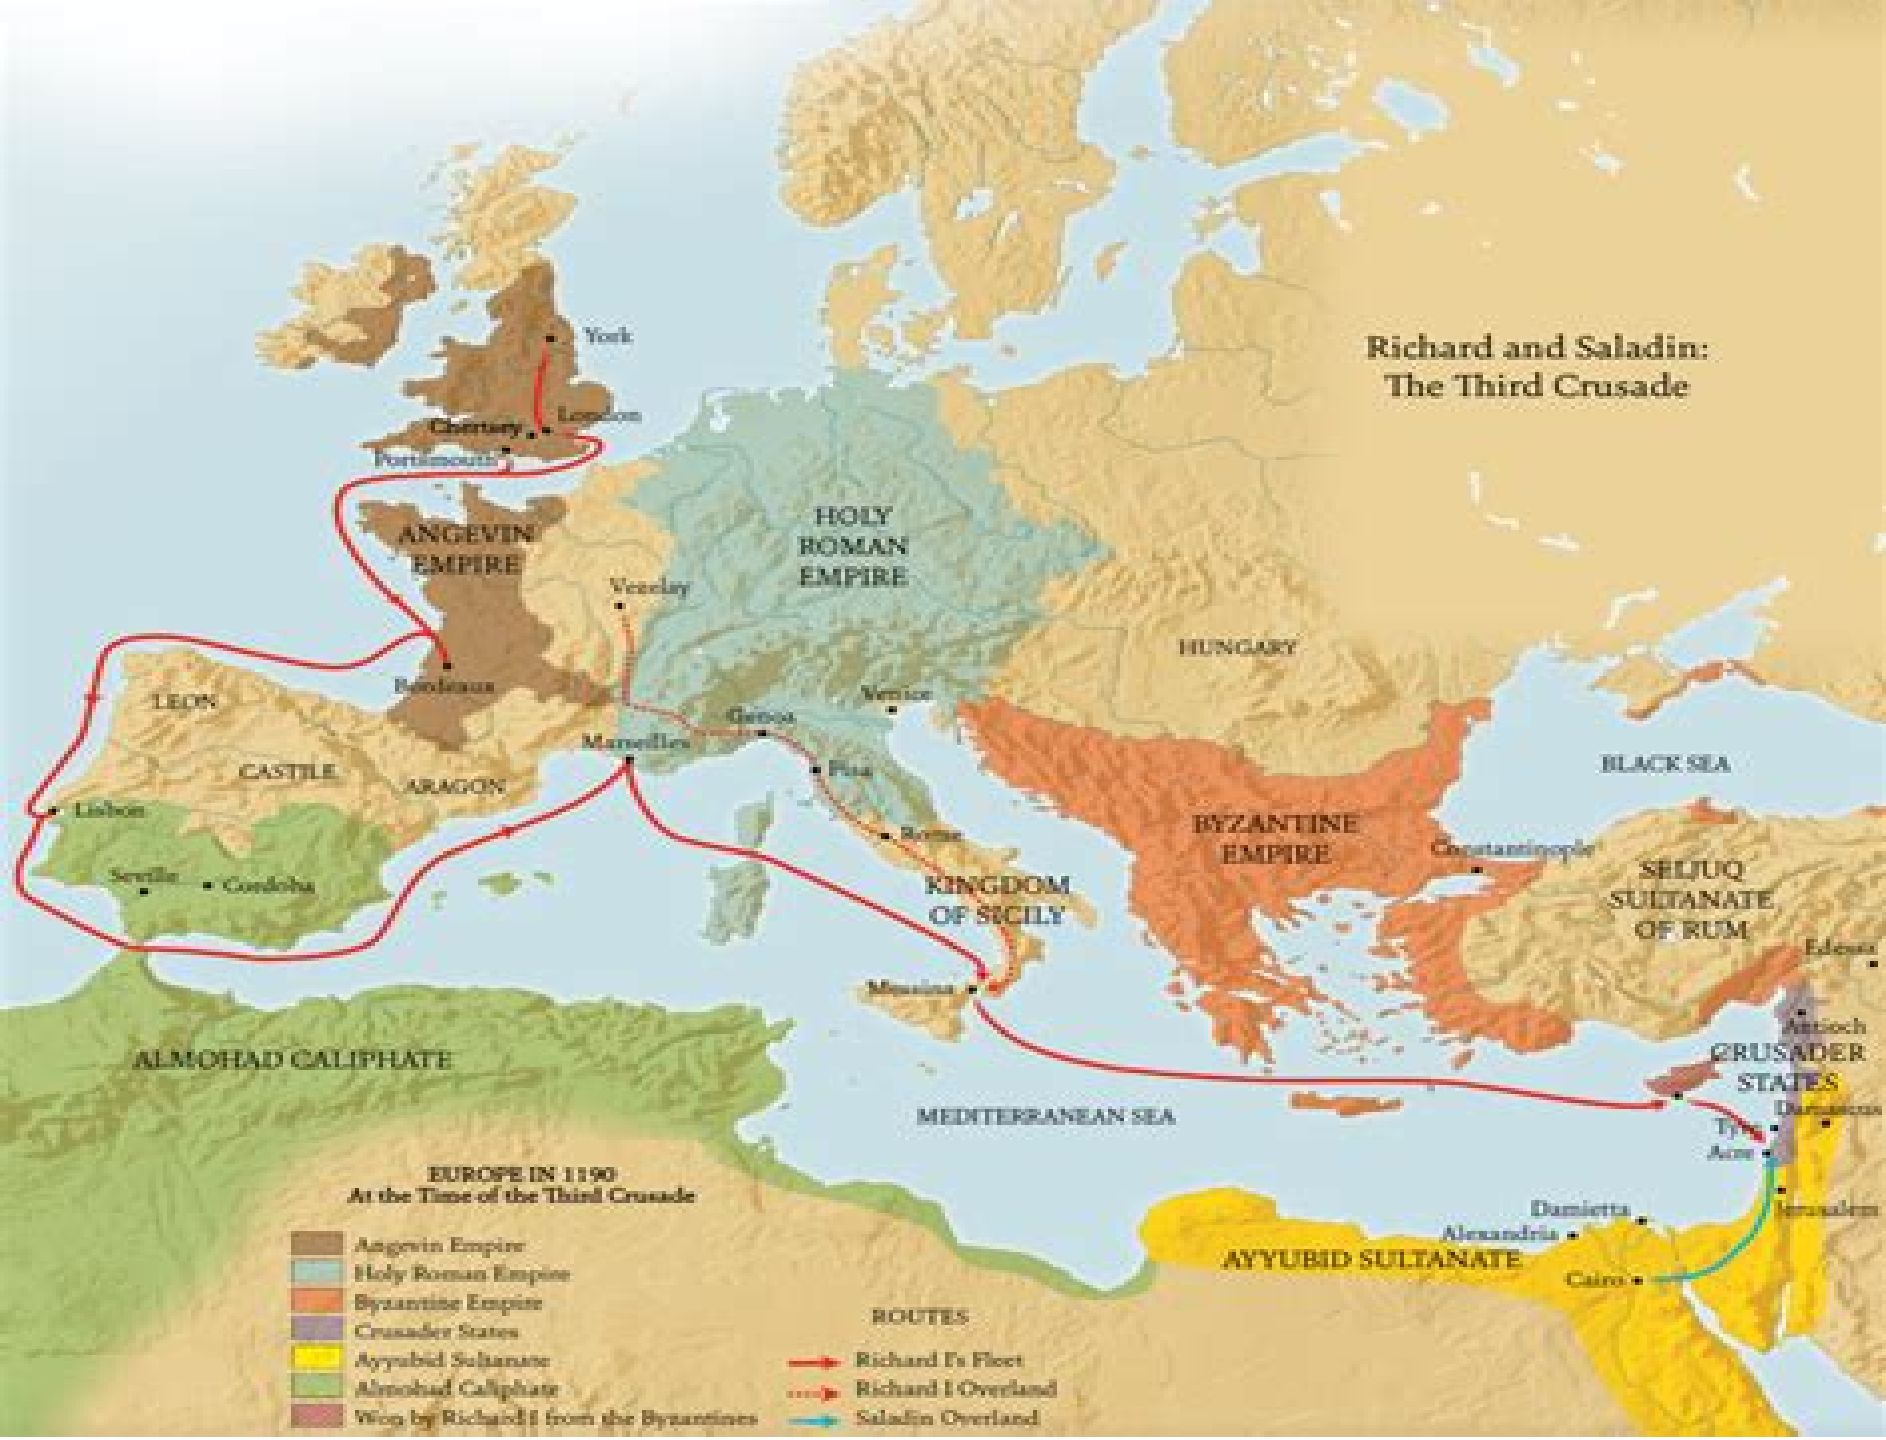 York
Richard and Saladin:
The Third Crusade
London
Chertsey
Portsmouth
ANGEVIN
EMPIRE
HOLY
ROMAN
EMPIRE
Vezelay
HUNGARY
Bordeaux
LEON
Venice
Genoa
Marseilles
CASTILE
ARAGON
Pisa
BLACK SEA
Lisbon
BYZANTINE
EMPIRE
Rome
Constantinople
SELJUQ
SULTANATE
OF RUM
Seville
Cordoba
KINGDOM
OF SICILY
Edessa
Messina
Antioch
ALMOHAD CALIPHATE
CRUSADER
STATES
MEDITERRANEAN SEA
Damascus
Tyre
Acre
EUROPE IN 1190
At the Time of the Third Crusade
Damietta
Jerusalem
Alexandria
AYYUBID SULTANATE
Cairo
Angevin Empire
Holy Roman Empire
Byzantine Empire
Crusader States
Ayyubid Sultanate
Almohad Caliphate
Won by Richard I from the Byzantines
ROUTES
Richard I's Fleet
Richard I Overland
Saladin Overland